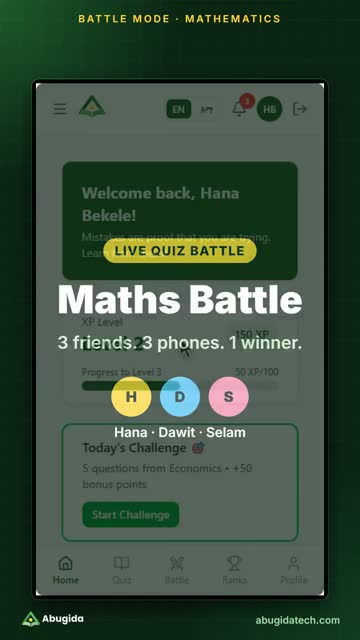 BATTLE MODE · MATHEMATICS
EN
አማ
3
HB
Welcome back, Hana
Bekele!
Mistakes are proof that you are trying.
LIVE QUIZ BATTLE
Maths Battle
XP Level
150 XP
3 friends. 3 phones. 1 winner.
Progress to Level 3
50 XP/100
H
D
S
Hana · Dawit · Selam
Today's Challenge
5 questions from Economics • +50
bonus points
Start Challenge
Home
Quiz
Battle
Ranks
Profile
Abugida
abugidatech.com